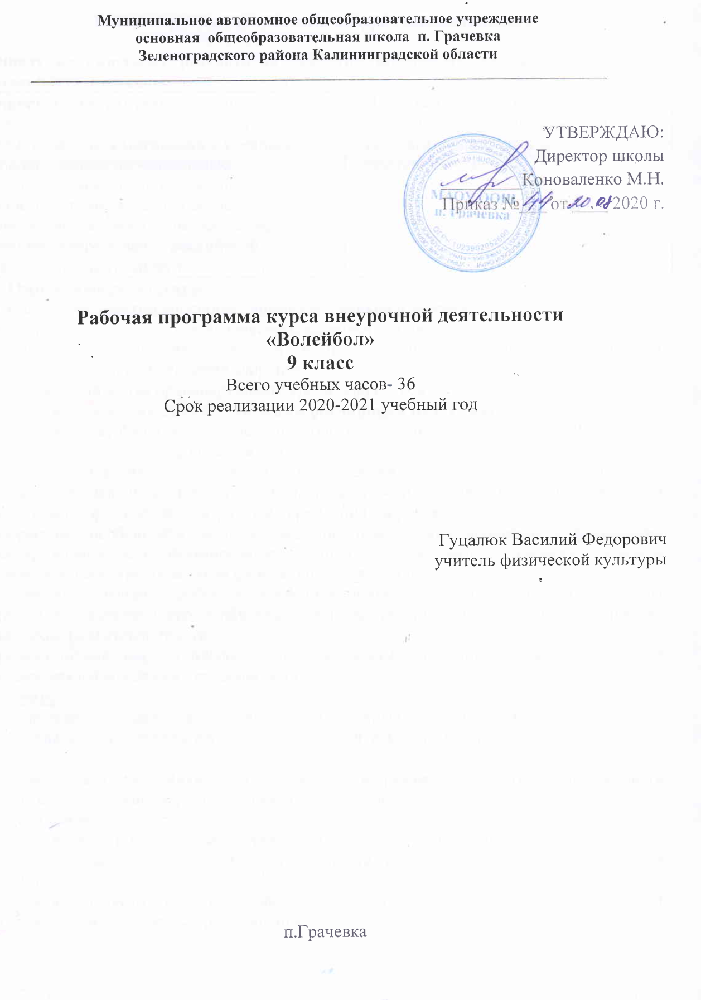 Муниципальное автономное общеобразовательное учреждение
основная общеобразовательная школа п. Грачевка
Зеленоградского района Калининградской области
УТВЕРЖДАЮ:
Директор школы
Коноваленко М.Н.
Приказ № 44 от 20.08 2020 г.
МАОУ ООШ
п. Грачевка
Рабочая программа курса внеурочной деятельности
«Волейбол»
9 класс
Всего учебных часов- 36
Срок реализации 2020-2021 учебный год
Гуцалюк Василий Федорович
учитель физической культуры
п.Грачевка